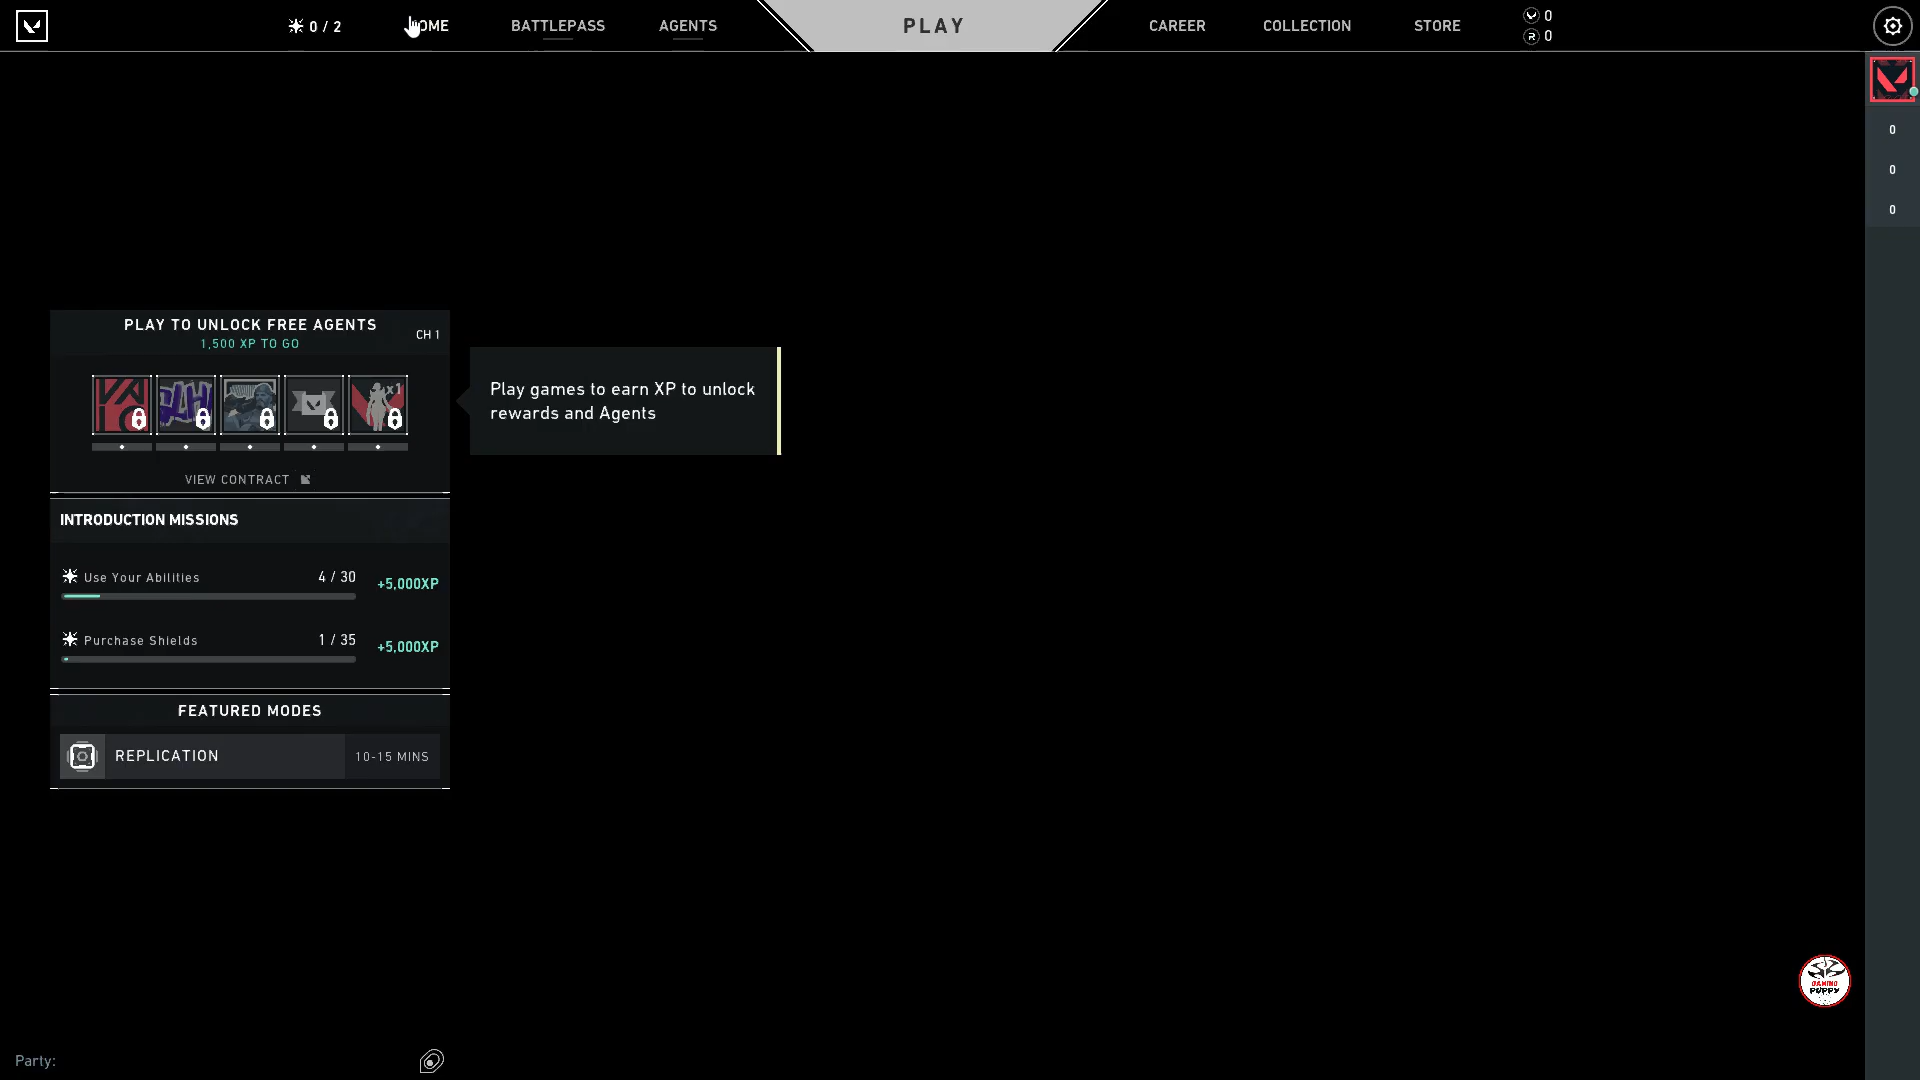 0 / 2
OME
BATTLEPASS
AGENTS
PLAY
CAREER
COLLECTION
STORE
0
R 0
0
0
0
PLAY TO UNLOCK FREE AGENTS
1,500 XP TO GO
CH 1
x1
VIEW CONTRACT
Play games to earn XP to unlock
rewards and Agents
INTRODUCTION MISSIONS
Use Your Abilities 4 / 30 +5,000XP
Purchase Shields 1 / 35 +5,000XP
FEATURED MODES
REPLICATION 10-15 MINS
GAMING
PUPPY
Party: